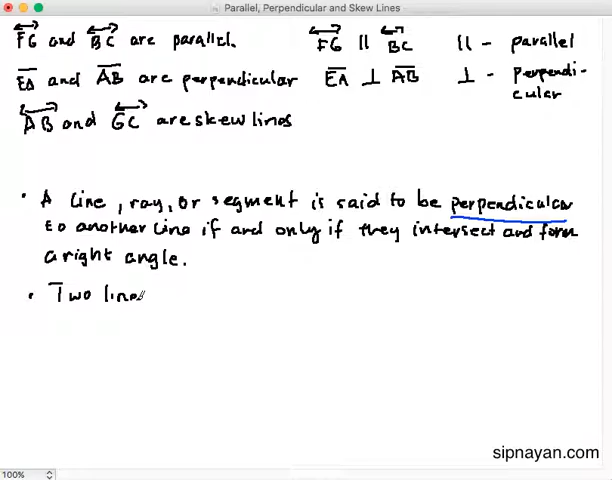 Parallel, Perpendicular and Skew Lines
FG and BC are parallel. FG || BC || - parallel
EA and AB are perpendicular EA ⊥ AB ⊥ - perpendi-
cular
AB and GC are skew lines
• A line, ray, or segment is said to be perpendicular
to another line if and only if they intersect and form
a right angle.
• Two lines
sipnayan.com
100%